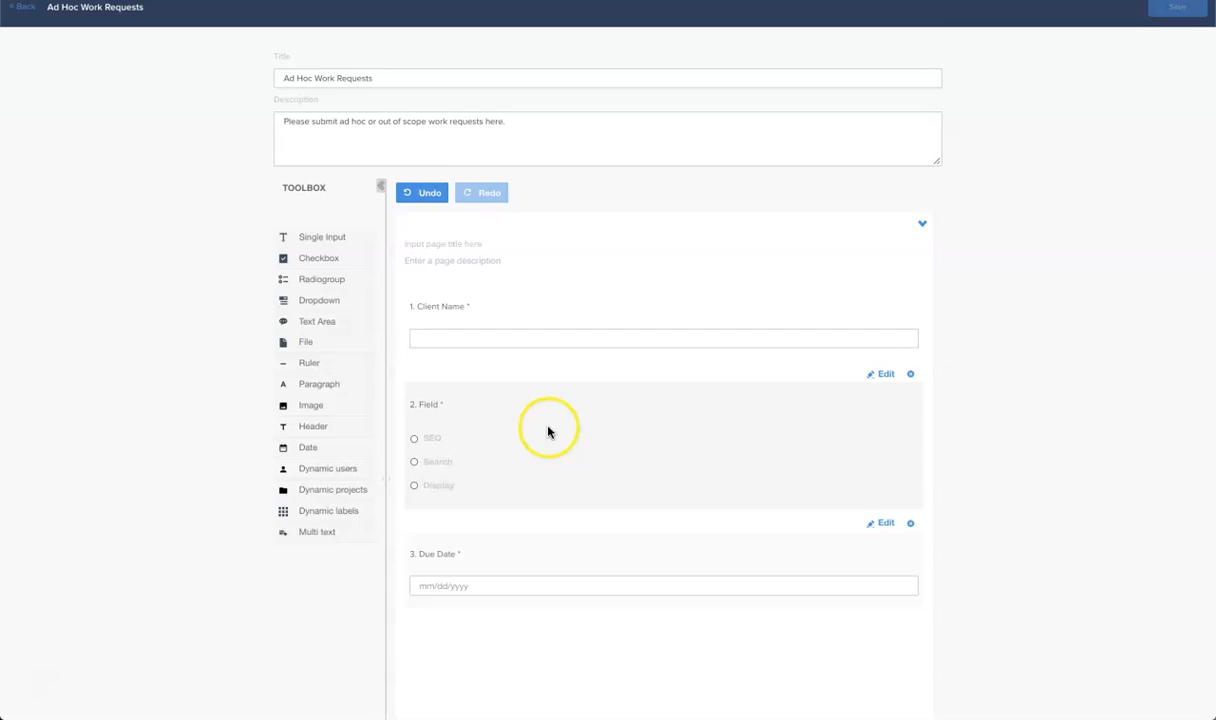 < Back
Ad Hoc Work Requests
Save
Title
Ad Hoc Work Requests
Description
Please submit ad hoc or out of scope work requests here.
TOOLBOX
Undo
Redo
Single Input
Checkbox
Radiogroup
Dropdown
Text Area
File
Ruler
Paragraph
Image
Header
Date
Dynamic users
Dynamic projects
Dynamic labels
Multi text
Input page title here
Enter a page description
1. Client Name *
Edit
2. Field *
SEO
Search
Display
Edit
3. Due Date *
mm/dd/yyyy